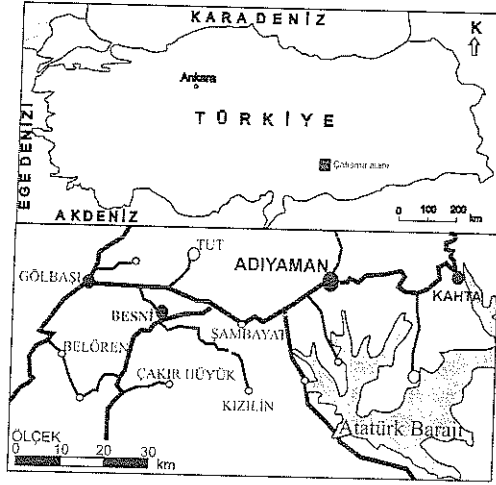 KARADENİZ
K
Ankara
TÜRKİYE
EGE DENİZİ
Çalışma alanı
AKDENİZ
0 100 200
km
TUT
GÖLBAŞI
ADIYAMAN
KAHTA
BESNİ
ŞAMBAYAT
BELÖREN
ÇAKIR HÜYÜK
KIZILİN
Atatürk Barajı
ÖLÇEK
0 10 20 30
km